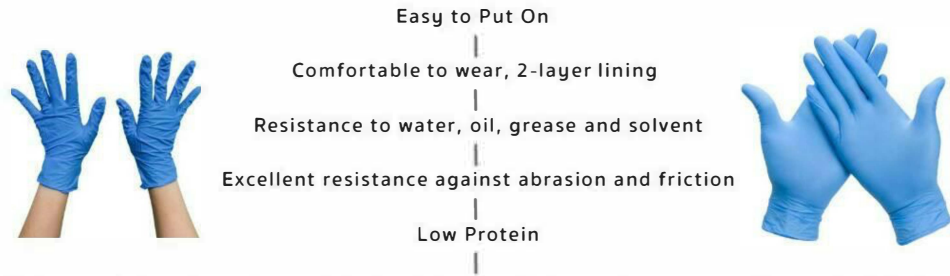 Easy to Put On
Comfortable to wear, 2-layer lining
Resistance to water, oil, grease and solvent
Excellent resistance against abrasion and friction
Low Protein